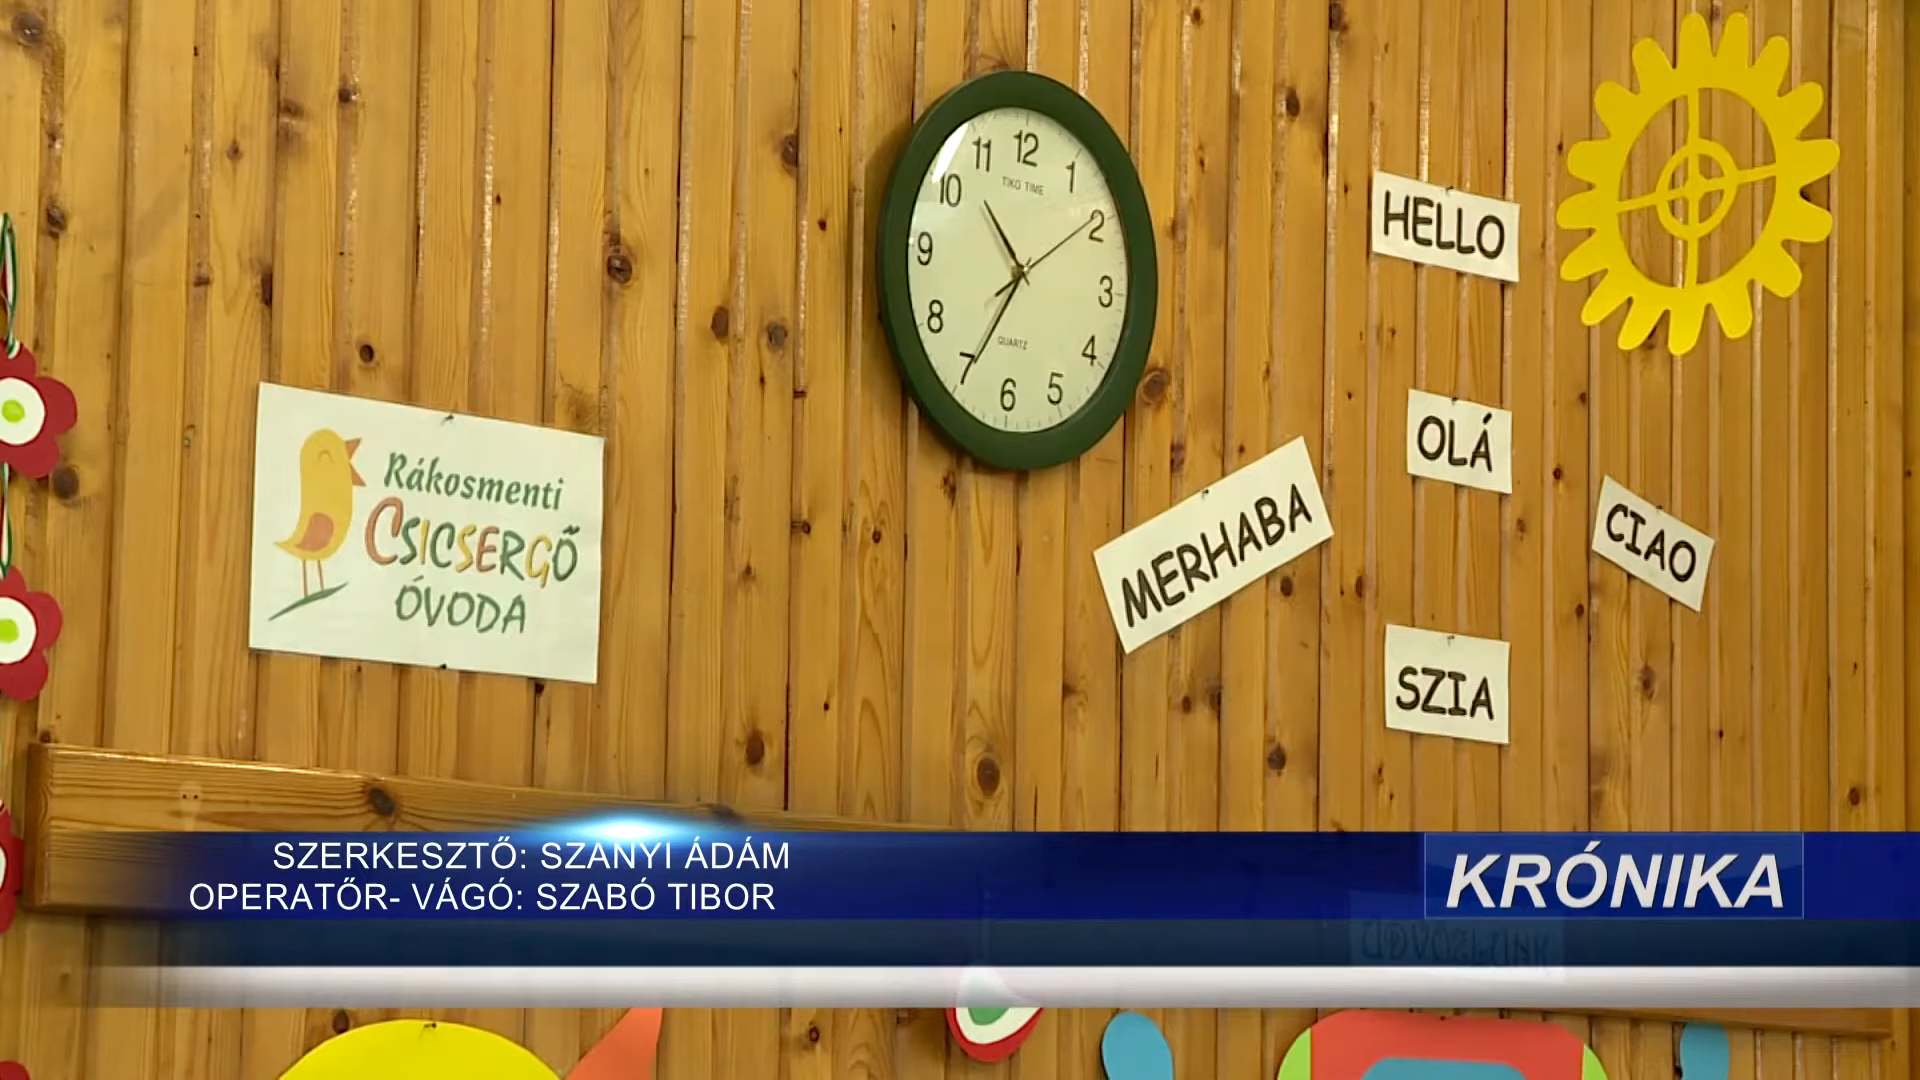 11 12 1
10 TIKO TIME 2
9 3
8 QUARTZ 4
7 6 5
HELLO
OLÁ
MERHABA
CIAO
SZIA
Rákosmenti
CSICSERGŐ
ÓVODA
SZERKESZTŐ: SZANYI ÁDÁM
OPERATŐR- VÁGÓ: SZABÓ TIBOR
KRÓNIKA